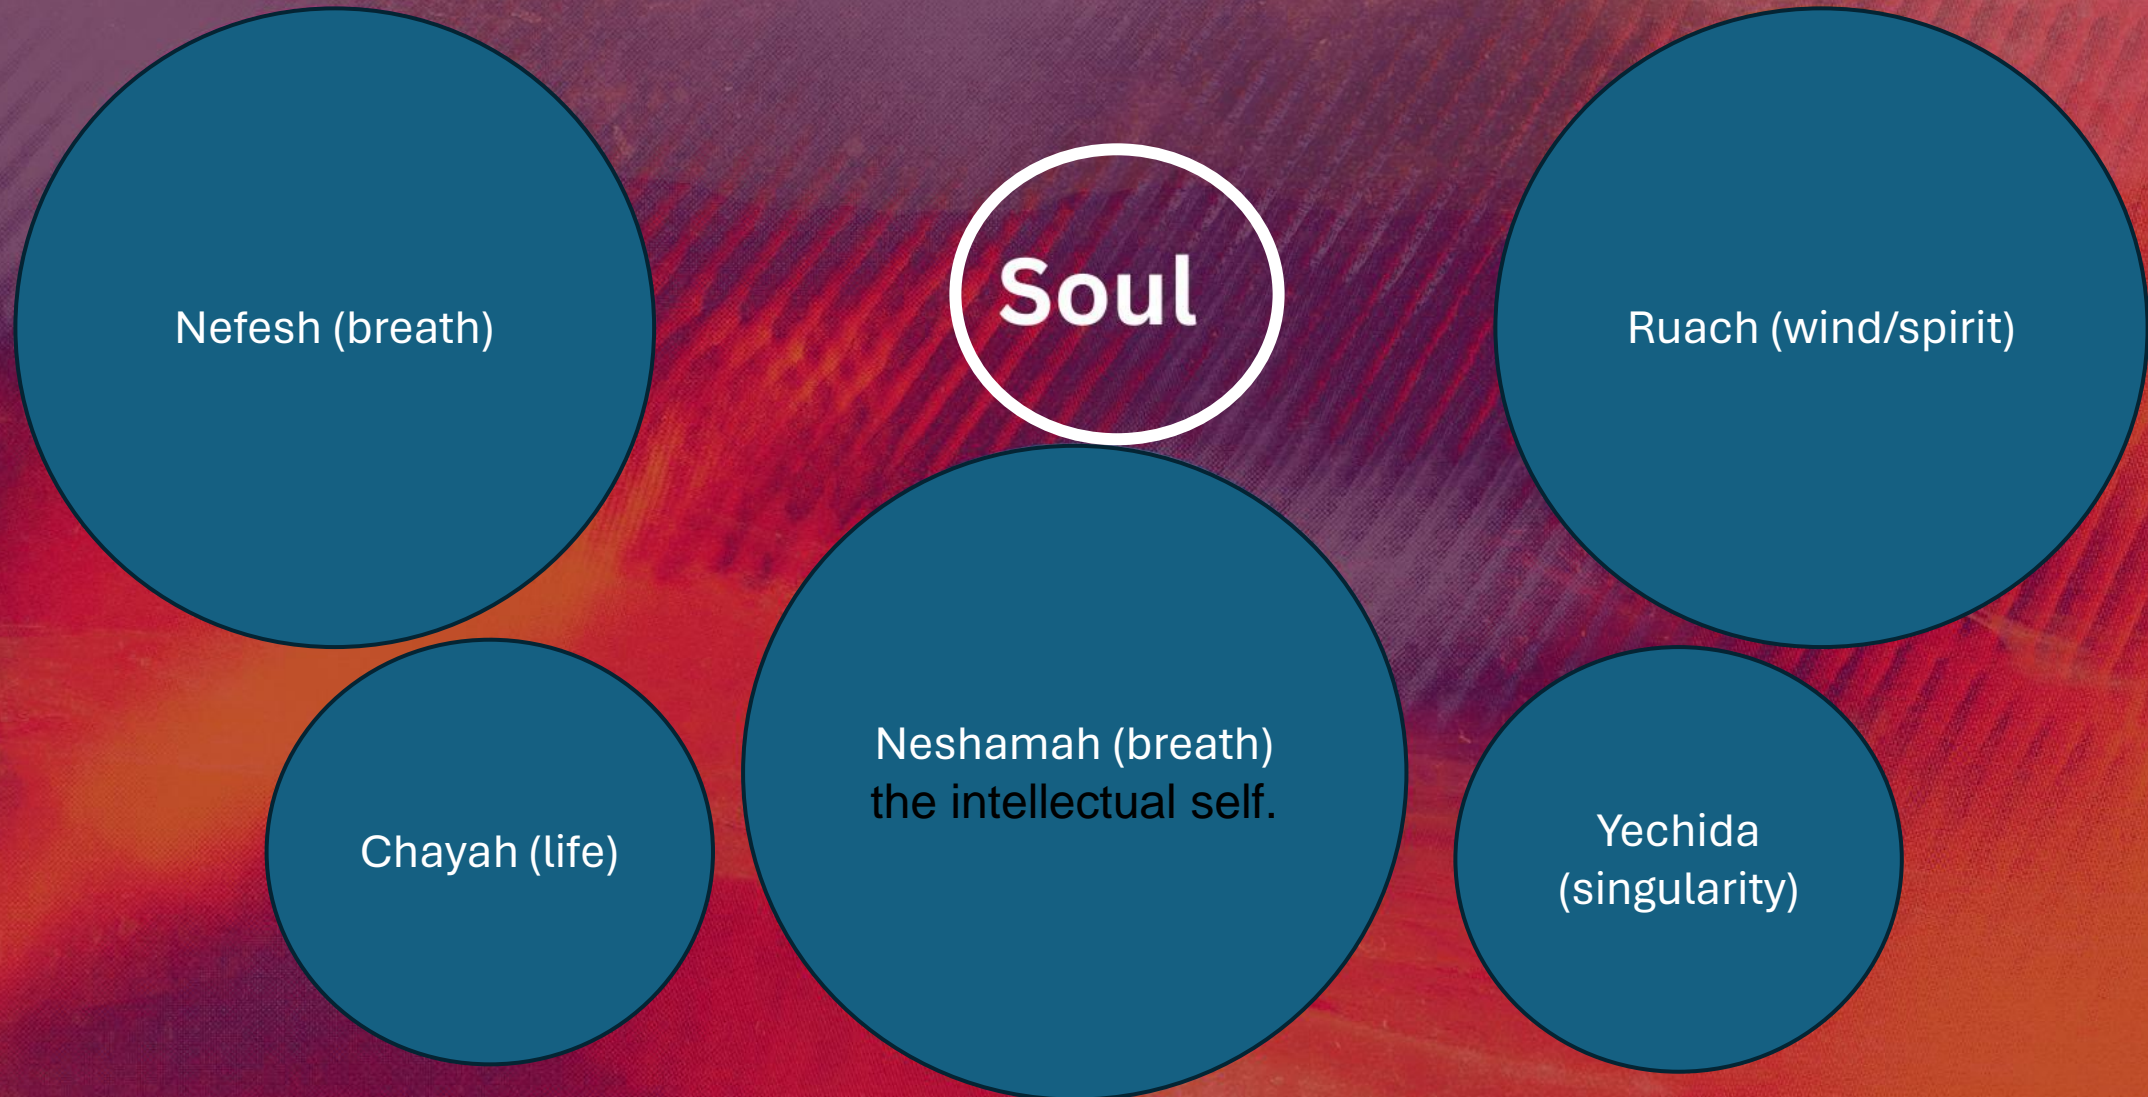 Soul
Nefesh (breath)
Ruach (wind/spirit)
Neshamah (breath)
the intellectual self.
Chayah (life)
Yechida
(singularity)